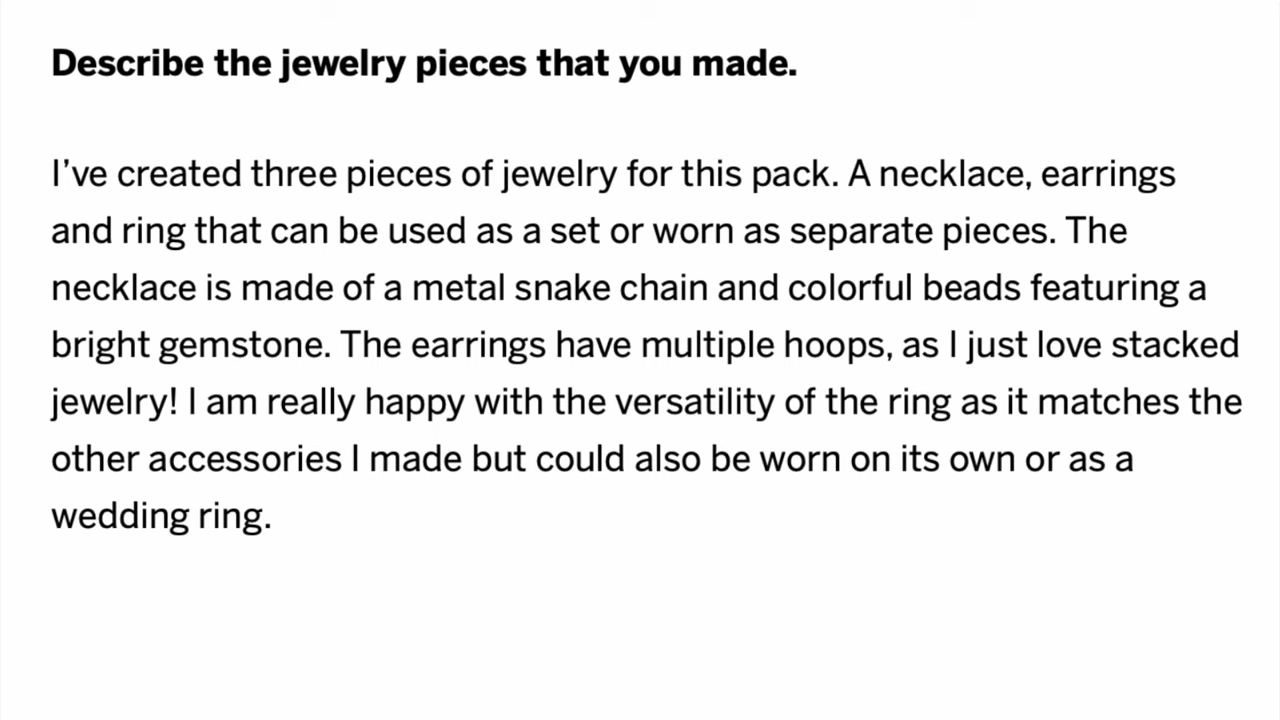 Describe the jewelry pieces that you made.
I’ve created three pieces of jewelry for this pack. A necklace, earrings
and ring that can be used as a set or worn as separate pieces. The
necklace is made of a metal snake chain and colorful beads featuring a
bright gemstone. The earrings have multiple hoops, as I just love stacked
jewelry! I am really happy with the versatility of the ring as it matches the
other accessories I made but could also be worn on its own or as a
wedding ring.